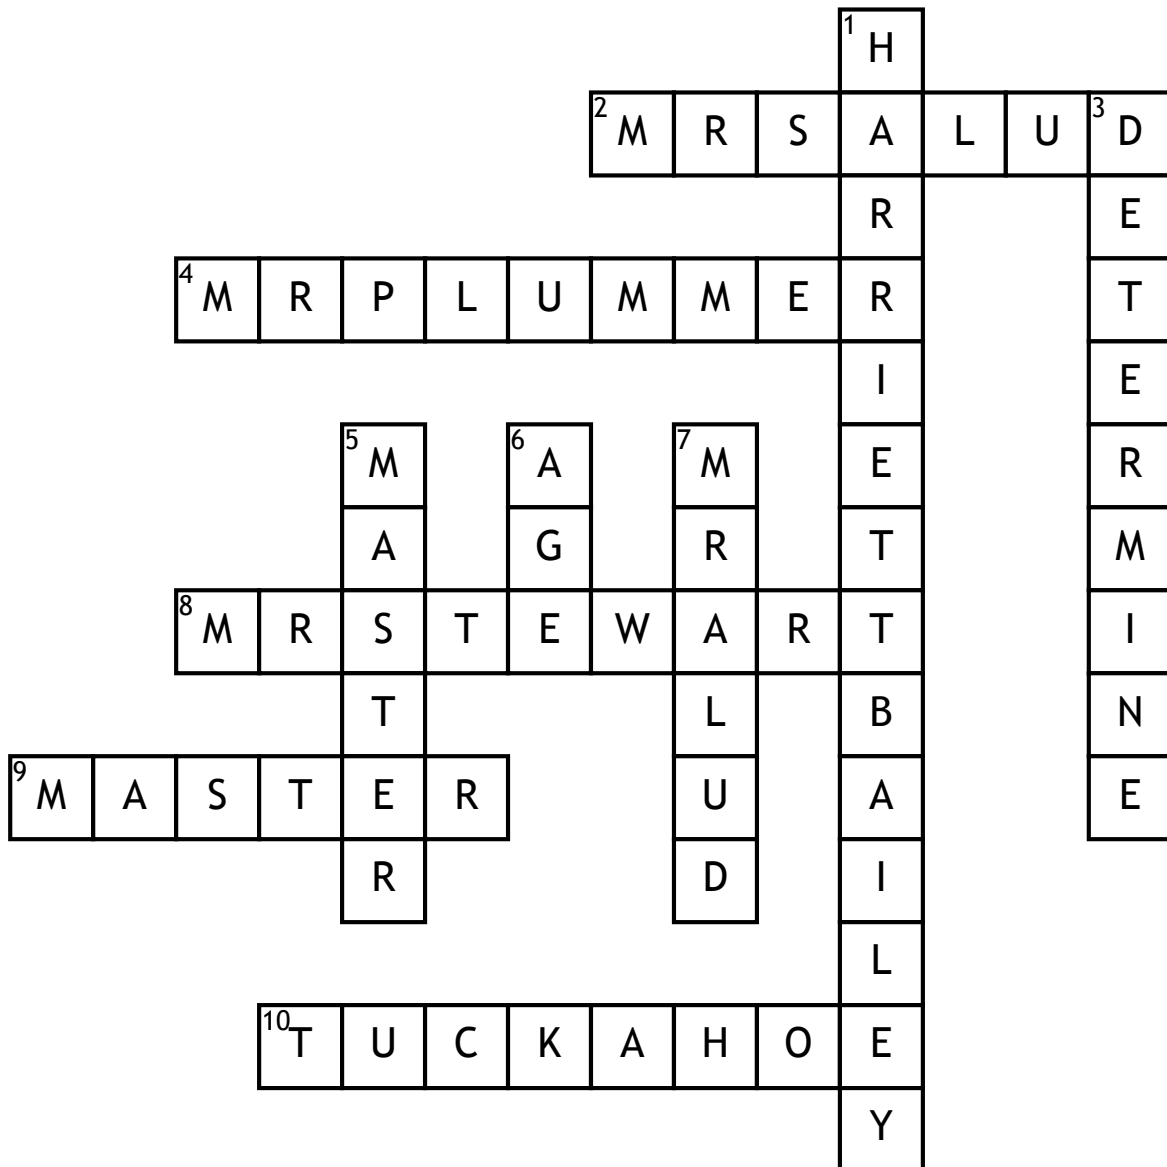 1 H
2 M R S A L U 3 D
R E
4 M R P L U M M E R T
I E
5 M 6 A 7 M E R
A G R T M
8 M R S T E W A R T I
T L B N
9 M A S T E R U A E
R D I
L
10 T U C K A H O E
Y